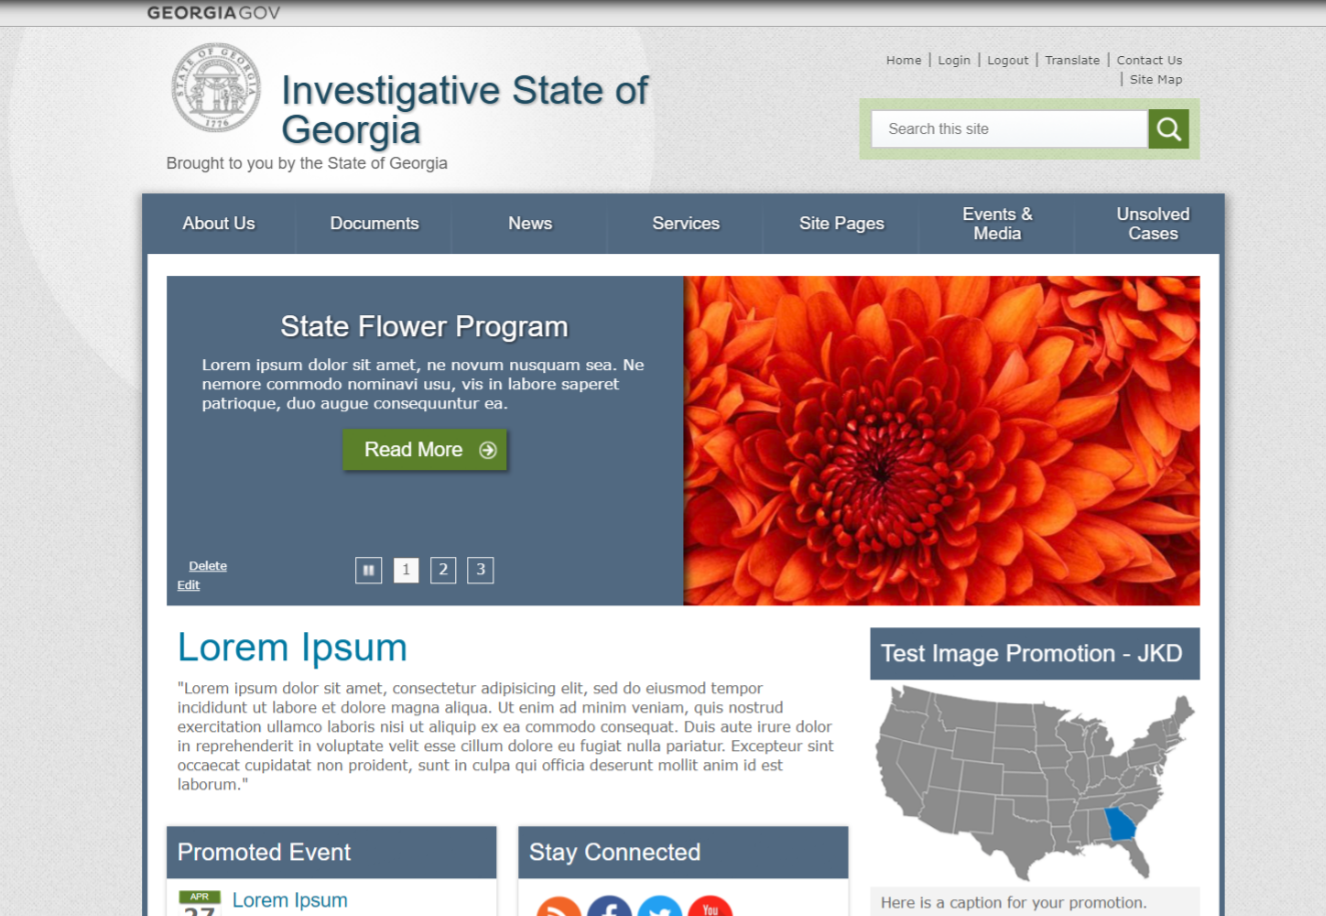 GEORGIAGOV
STATE OF GEORGIA
1776
Investigative State of
Georgia
Brought to you by the State of Georgia
Home | Login | Logout | Translate | Contact Us
| Site Map
Search this site
About Us
Documents
News
Services
Site Pages
Events &
Media
Unsolved
Cases
State Flower Program
Lorem ipsum dolor sit amet, ne novum nusquam sea. Ne
nemore commodo nominavi usu, vis in labore saperet
patrioque, duo augue consequuntur ea.
Read More
Delete
Edit
1
2
3
Lorem Ipsum
"Lorem ipsum dolor sit amet, consectetur adipisicing elit, sed do eiusmod tempor
incididunt ut labore et dolore magna aliqua. Ut enim ad minim veniam, quis nostrud
exercitation ullamco laboris nisi ut aliquip ex ea commodo consequat. Duis aute irure dolor
in reprehenderit in voluptate velit esse cillum dolore eu fugiat nulla pariatur. Excepteur sint
occaecat cupidatat non proident, sunt in culpa qui officia deserunt mollit anim id est
laborum."
Test Image Promotion - JKD
Here is a caption for your promotion.
Promoted Event
APR
27
Lorem Ipsum
Stay Connected
You